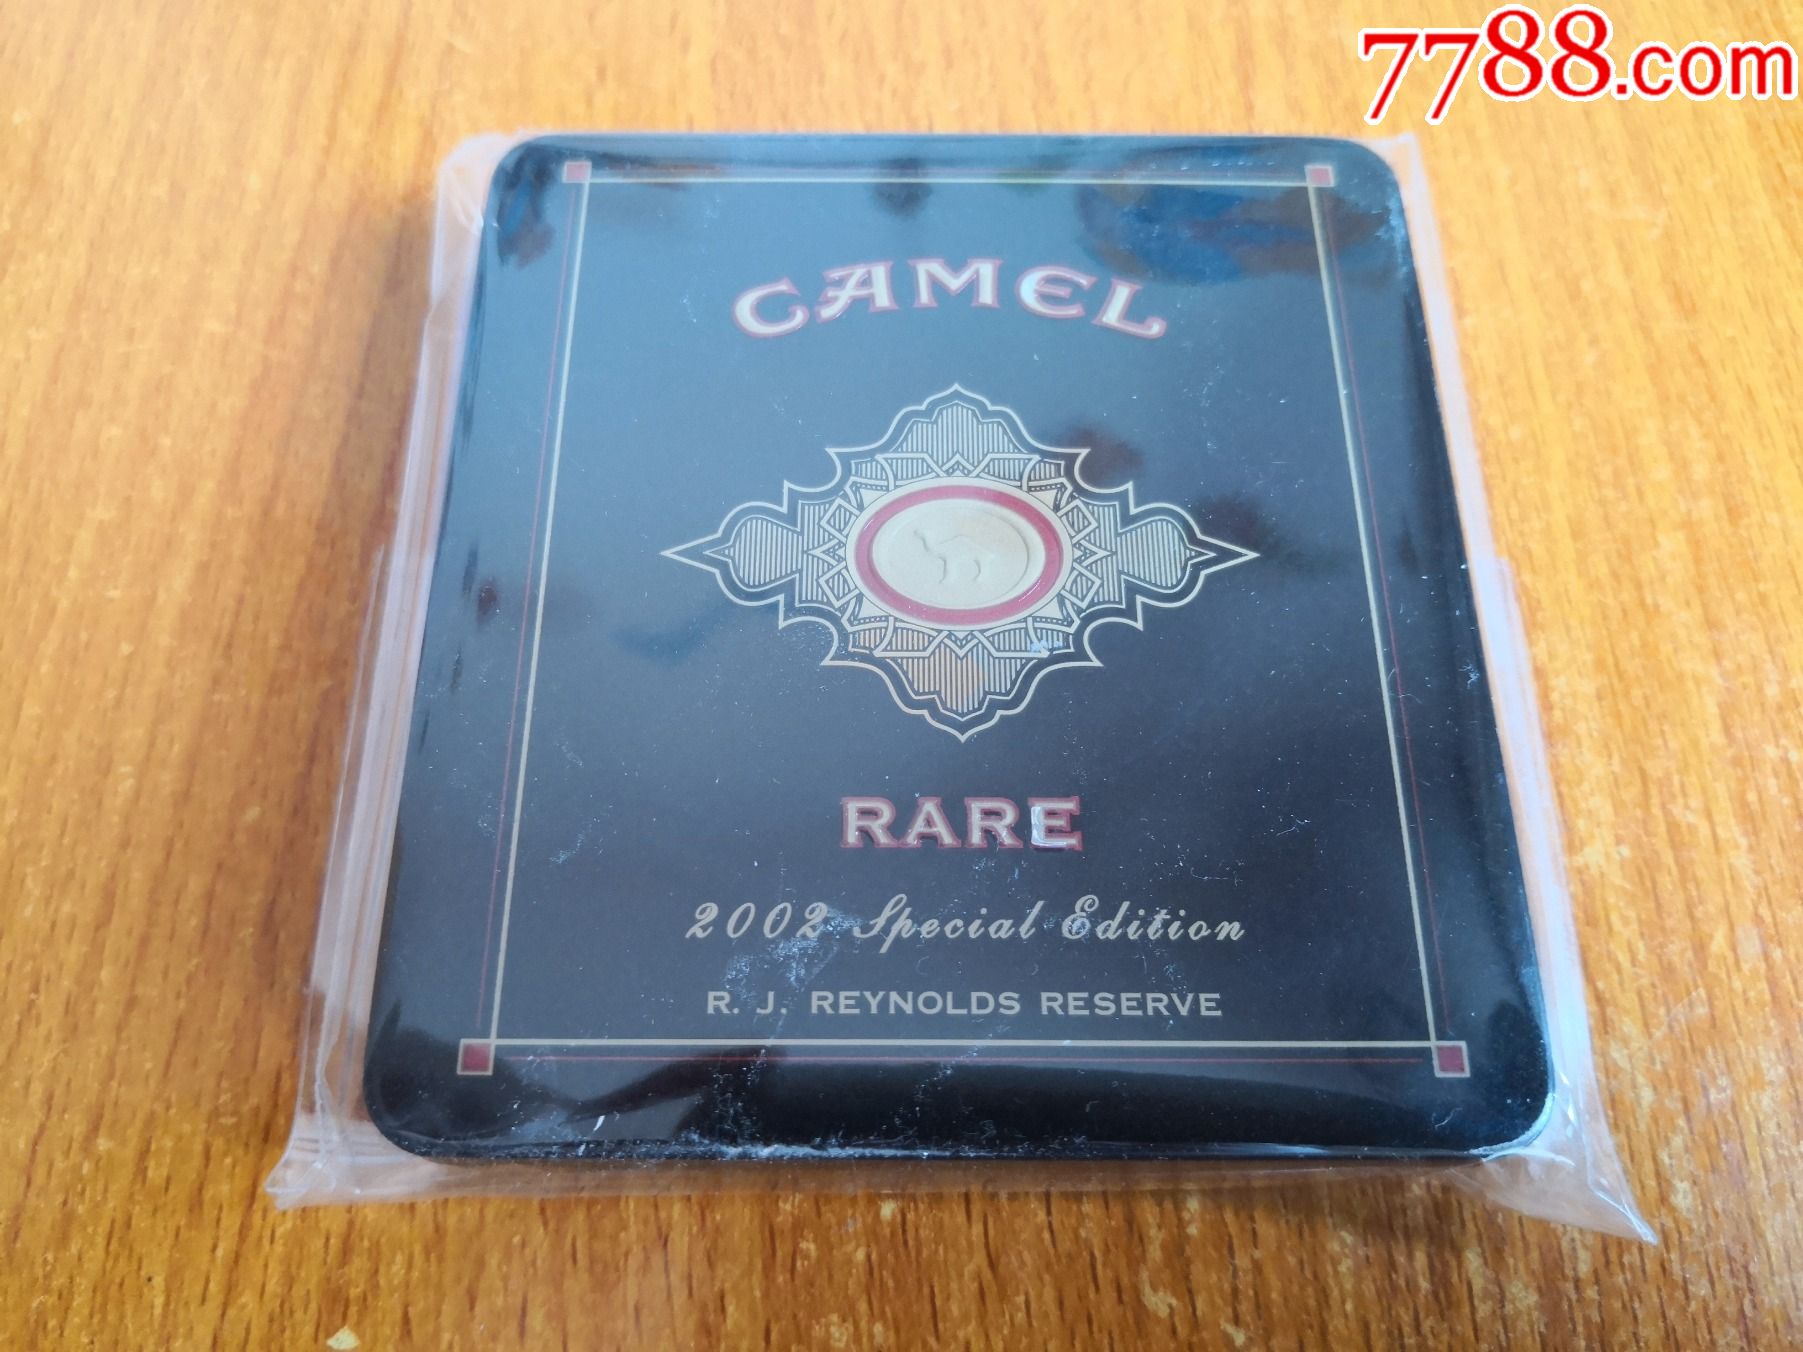 7788.com
CAMEL
RARE
2002 Special Edition
R. J. REYNOLDS RESERVE